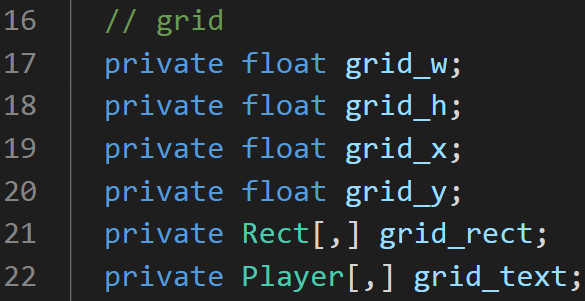 16 // grid
17 private float grid_w;
18 private float grid_h;
19 private float grid_x;
20 private float grid_y;
21 private Rect[,] grid_rect;
22 private Player[,] grid_text;